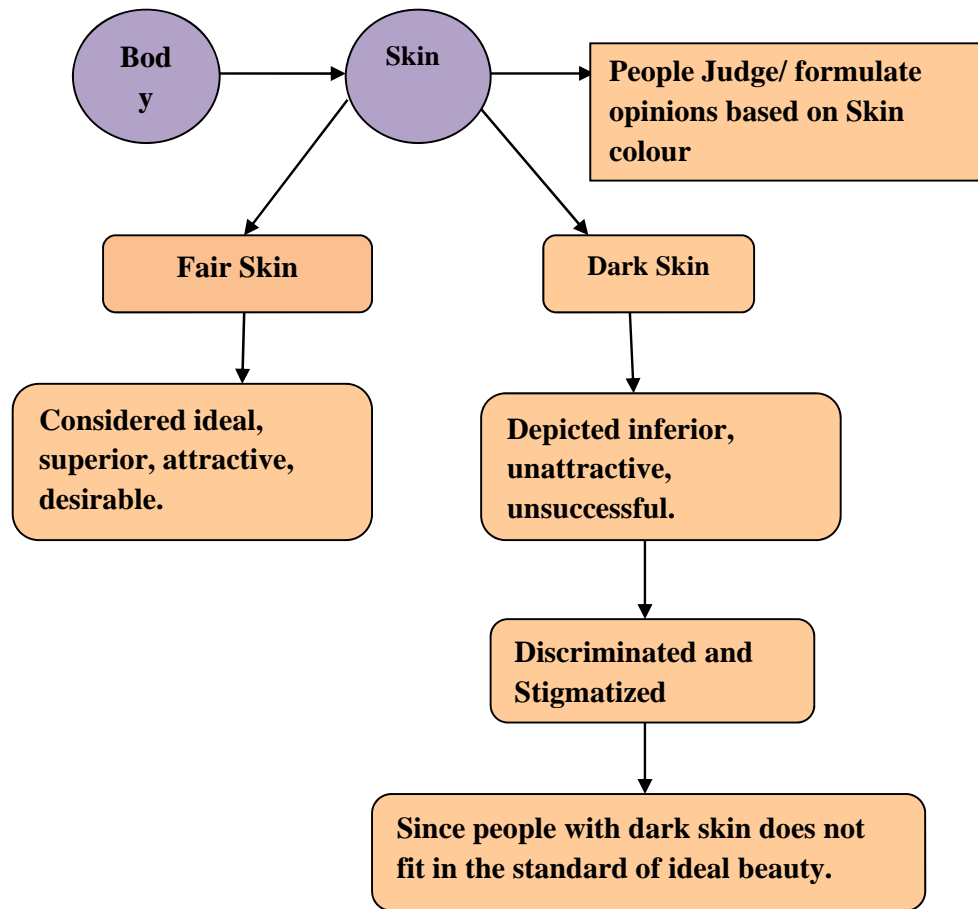 Bod
y
Skin
People Judge/ formulate
opinions based on Skin
colour
Fair Skin
Dark Skin
Considered ideal,
superior, attractive,
desirable.
Depicted inferior,
unattractive,
unsuccessful.
Discriminated and
Stigmatized
Since people with dark skin does not
fit in the standard of ideal beauty.